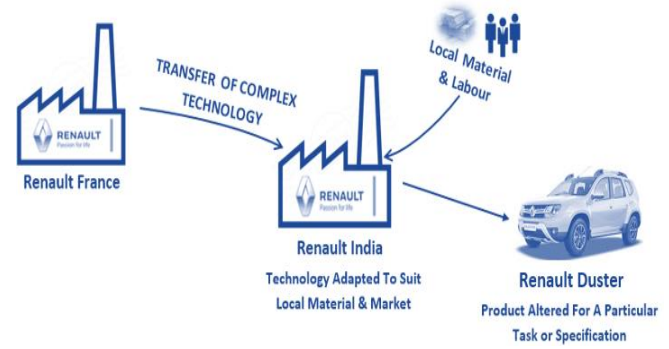 TRANSFER OF COMPLEX
TECHNOLOGY
Local Material
& Labour
RENAULT
Passion for life
Renault France
RENAULT
Passion for life
Renault India
Technology Adapted To Suit
Local Material & Market
Renault Duster
Product Altered For A Particular
Task or Specification